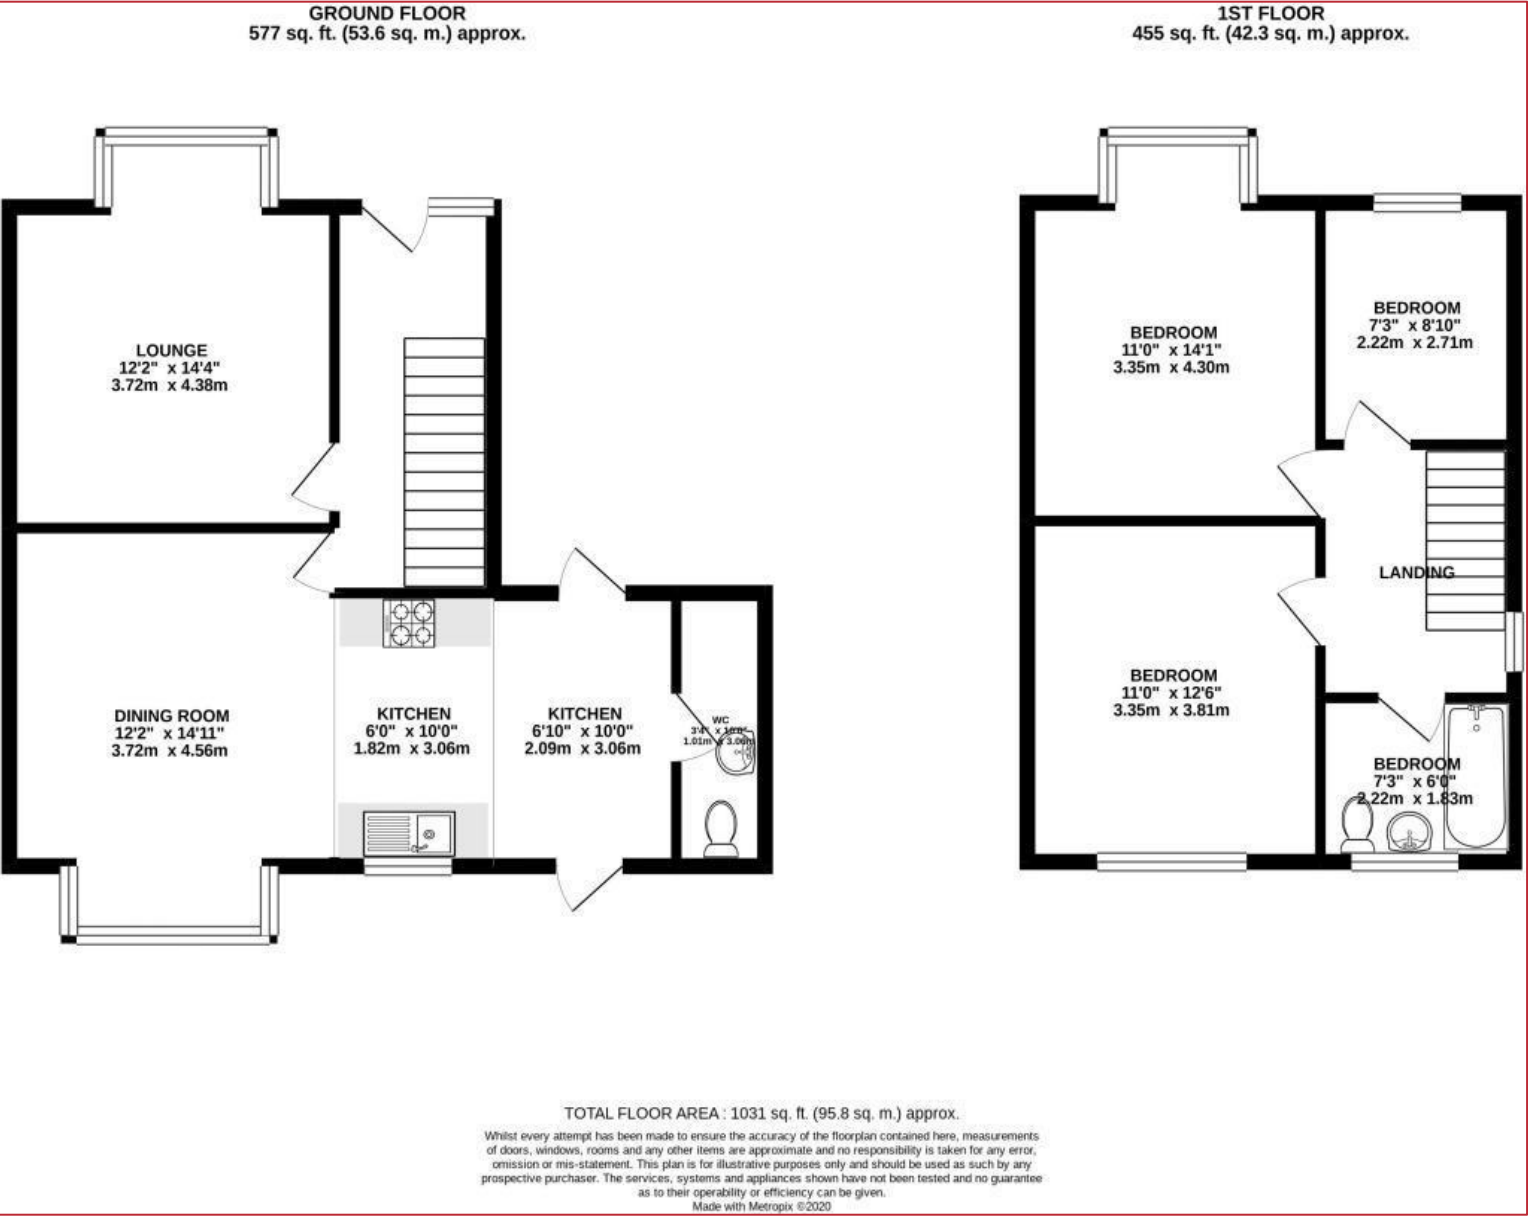 GROUND FLOOR
577 sq. ft. (53.6 sq. m.) approx.
1ST FLOOR
455 sq. ft. (42.3 sq. m.) approx.
LOUNGE
12'2" x 14'4"
3.72m x 4.38m
DINING ROOM
12'2" x 14'11"
3.72m x 4.56m
KITCHEN
6'0" x 10'0"
1.82m x 3.06m
KITCHEN
6'10" x 10'0"
2.09m x 3.06m
WC
3'4" x 10'0"
1.01m x 3.06m
BEDROOM
11'0" x 14'1"
3.35m x 4.30m
BEDROOM
7'3" x 8'10"
2.22m x 2.71m
LANDING
BEDROOM
11'0" x 12'6"
3.35m x 3.81m
BEDROOM
7'3" x 6'0"
2.22m x 1.83m
TOTAL FLOOR AREA : 1031 sq. ft. (95.8 sq. m.) approx.
Whilst every attempt has been made to ensure the accuracy of the floorplan contained here, measurements
of doors, windows, rooms and any other items are approximate and no responsibility is taken for any error,
omission or mis-statement. This plan is for illustrative purposes only and should be used as such by any
prospective purchaser. The services, systems and appliances shown have not been tested and no guarantee
as to their operability or efficiency can be given.
Made with Metropix ©2020